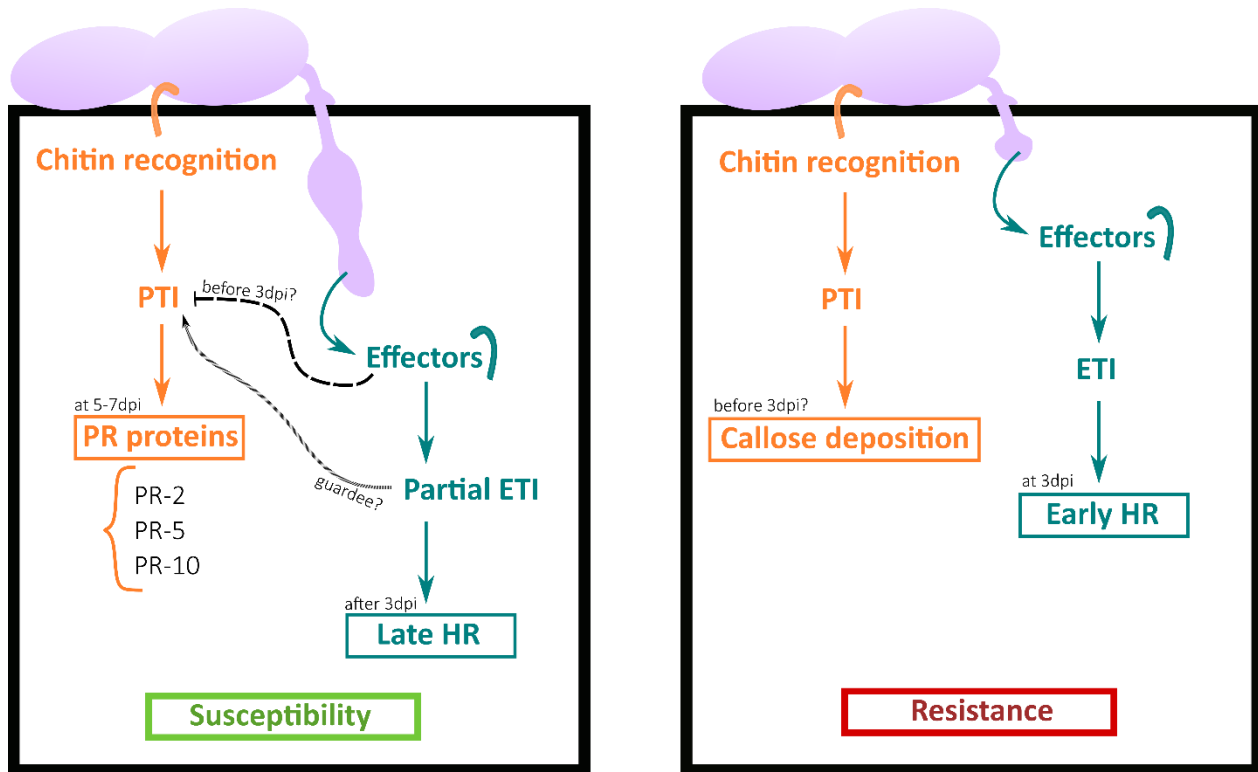 Chitin recognition
PTI
before 3dpi?
Effectors
at 5-7dpi
PR proteins
guardee?
Partial ETI
PR-2
PR-5
PR-10
after 3dpi
Late HR
Susceptibility
Chitin recognition
Effectors
PTI
ETI
before 3dpi?
Callose deposition
at 3dpi
Early HR
Resistance